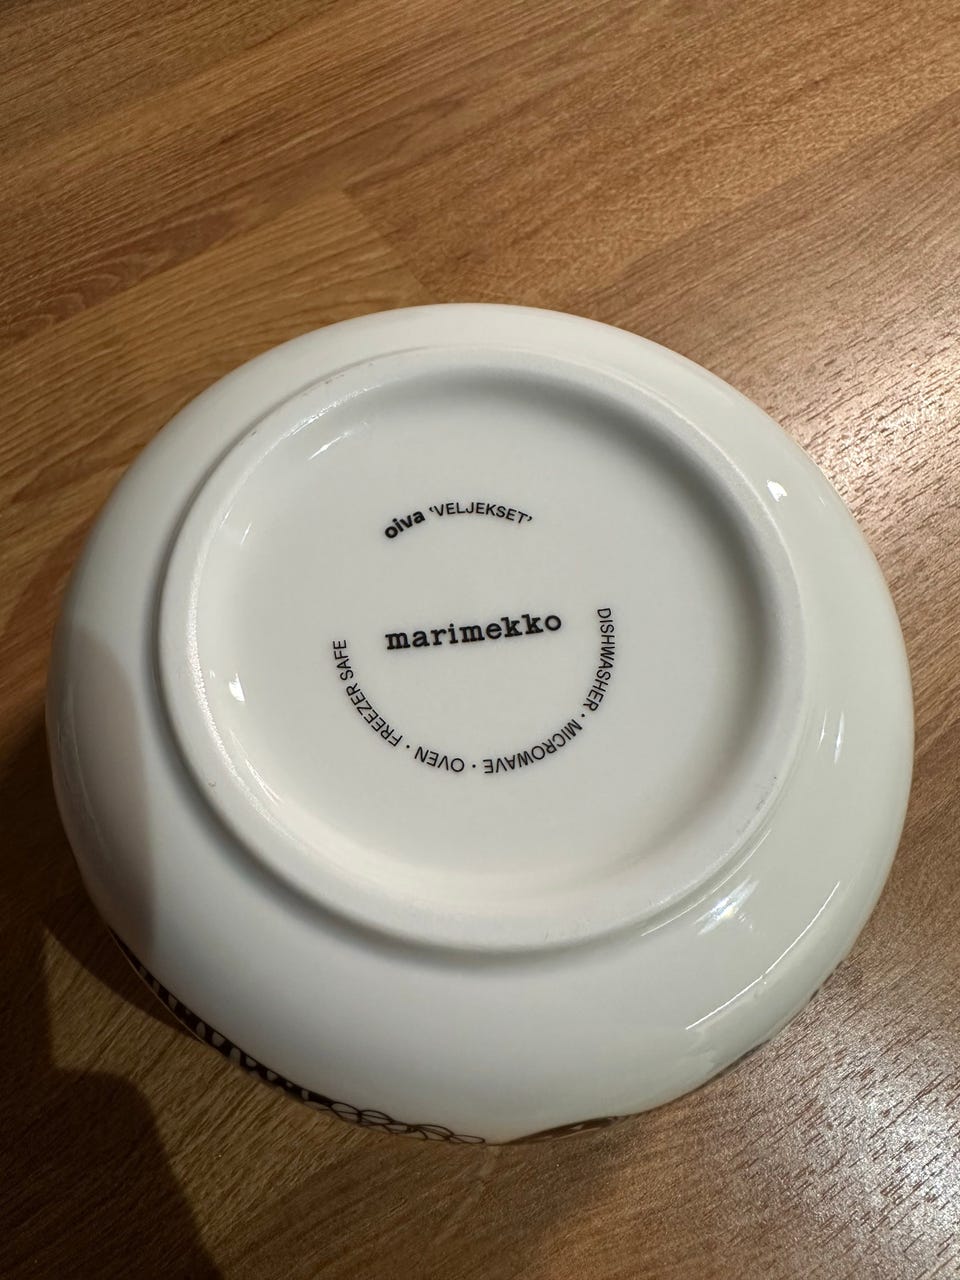 oiva ‘VELJEKSET’
marimekko
DISHWASHER · MICROWAVE · OVEN · FREEZER SAFE